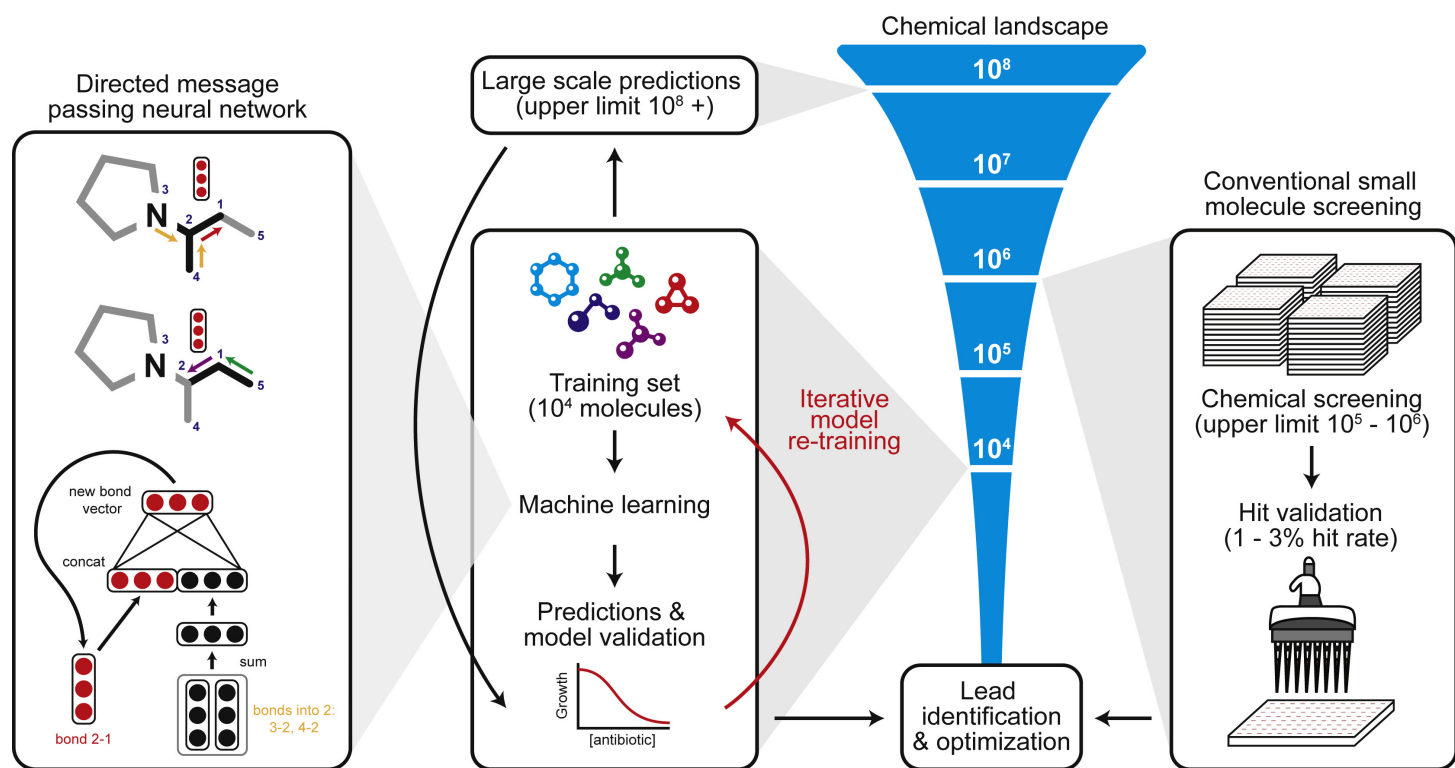 Directed message
passing neural network
3
N
2
1
5
4
3
N
2
1
5
4
new bond
vector
concat
sum
bond 2-1
bonds into 2:
3-2, 4-2
Large scale predictions
(upper limit 10⁸ +)
Training set
(10⁴ molecules)
Machine learning
Predictions &
model validation
Growth
[antibiotic]
Iterative
model
re-training
Chemical landscape
10⁸
10⁷
10⁶
10⁵
10⁴
Lead
identification
& optimization
Conventional small
molecule screening
Chemical screening
(upper limit 10⁵ - 10⁶)
Hit validation
(1 - 3% hit rate)